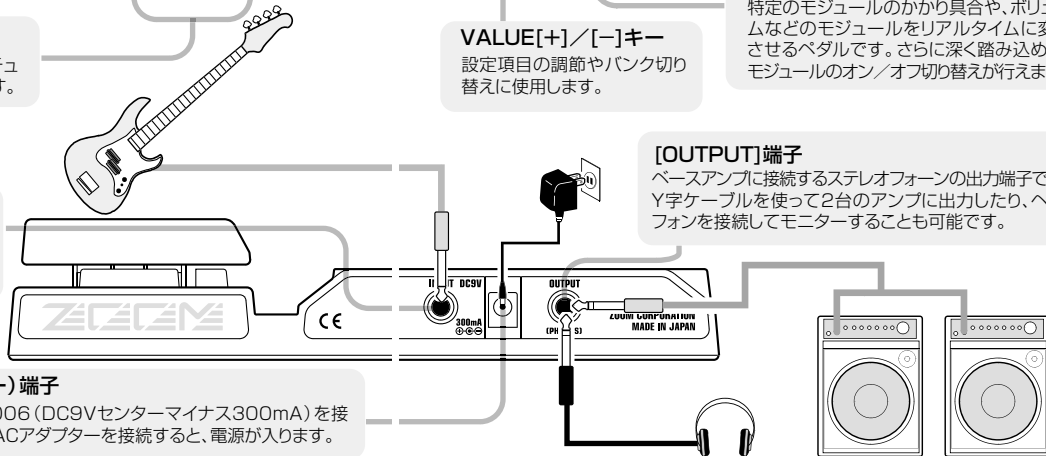 特定のモジュールのかかり具合や、ボリュ
ムなどのモジュールをリアルタイムに変
させるペダルです。さらに深く踏み込め
モジュールのオン／オフ切り替えが行えま
VALUE[+]／[−]キー
設定項目の調節やバンク切り
替えに使用します。
チュ
す。
[OUTPUT]端子
ベースアンプに接続するステレオフォーンの出力端子で
Y字ケーブルを使って2台のアンプに出力したり、ヘ
フォンを接続してモニターすることも可能です。
ZOOM
CE
DC9V
300mA
OUTPUT
ZOOM CORPORATION
MADE IN JAPAN
)端子
006（DC9Vセンターマイナス300mA）を接
ACアダプターを接続すると、電源が入ります。